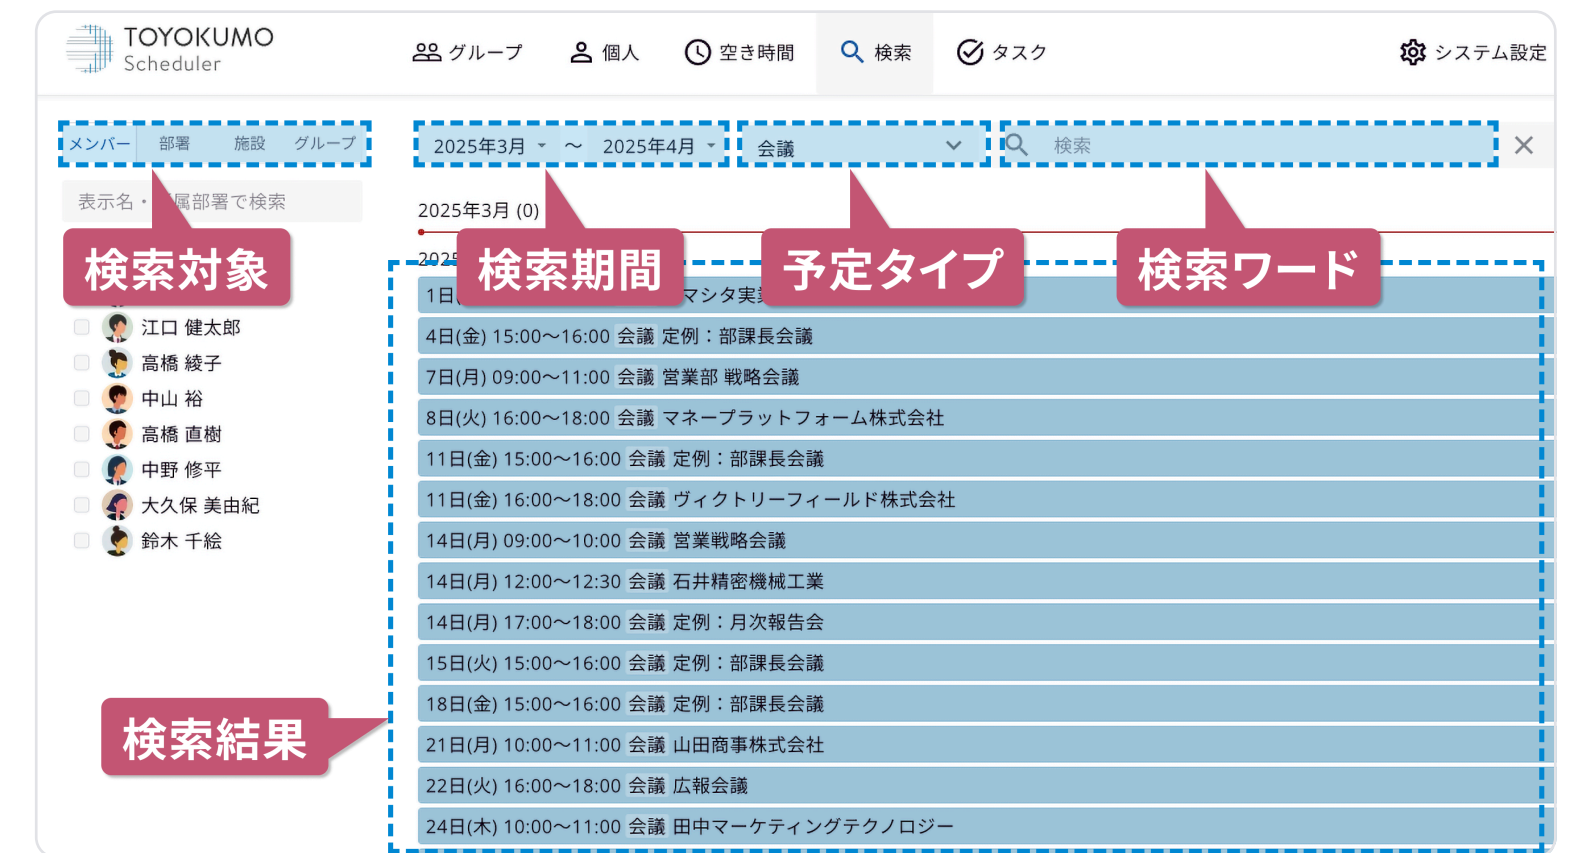 TOYOKUMO
Scheduler
グループ
個人
空き時間
検索
タスク
システム設定
メンバー 部署 施設 グループ
2025年3月 ～ 2025年4月
会議
検索
表示名・属部署で検索
2025年3月 (0)
検索対象
検索期間
予定タイプ
検索ワード
202
1日 マシタ実
江口 健太郎
高橋 綾子
中山 裕
高橋 直樹
中野 修平
大久保 美由紀
鈴木 千絵
4日(金) 15:00～16:00 会議 定例：部課長会議
7日(月) 09:00～11:00 会議 営業部 戦略会議
8日(火) 16:00～18:00 会議 マネープラットフォーム株式会社
11日(金) 15:00～16:00 会議 定例：部課長会議
11日(金) 16:00～18:00 会議 ヴィクトリーフィールド株式会社
14日(月) 09:00～10:00 会議 営業戦略会議
14日(月) 12:00～12:30 会議 石井精密機械工業
14日(月) 17:00～18:00 会議 定例：月次報告会
15日(火) 15:00～16:00 会議 定例：部課長会議
18日(金) 15:00～16:00 会議 定例：部課長会議
21日(月) 10:00～11:00 会議 山田商事株式会社
22日(火) 16:00～18:00 会議 広報会議
24日(木) 10:00～11:00 会議 田中マーケティングテクノロジー
検索結果